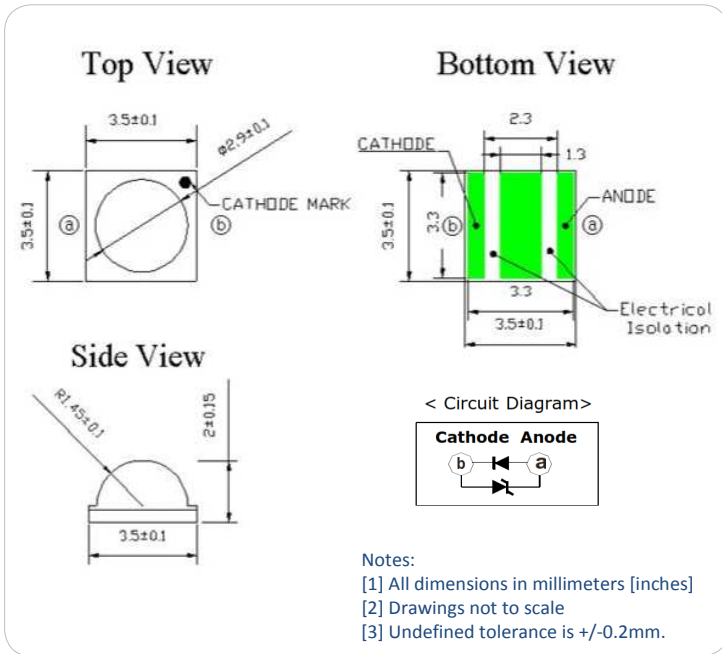 Top View
Bottom View
3.5±0.1
ø2.9±0.1
CATHODE MARK
3.5±0.1
ⓐ
ⓑ
2.3
1.3
CATHODE
ANODE
3.5±0.1
3.3
ⓑ
ⓐ
3.3
3.5±0.1
Electrical
Isolation
Side View
R1.45±0.1
2±0.15
3.5±0.1
< Circuit Diagram>
Cathode Anode
b a
Notes:
[1] All dimensions in millimeters [inches]
[2] Drawings not to scale
[3] Undefined tolerance is +/-0.2mm.